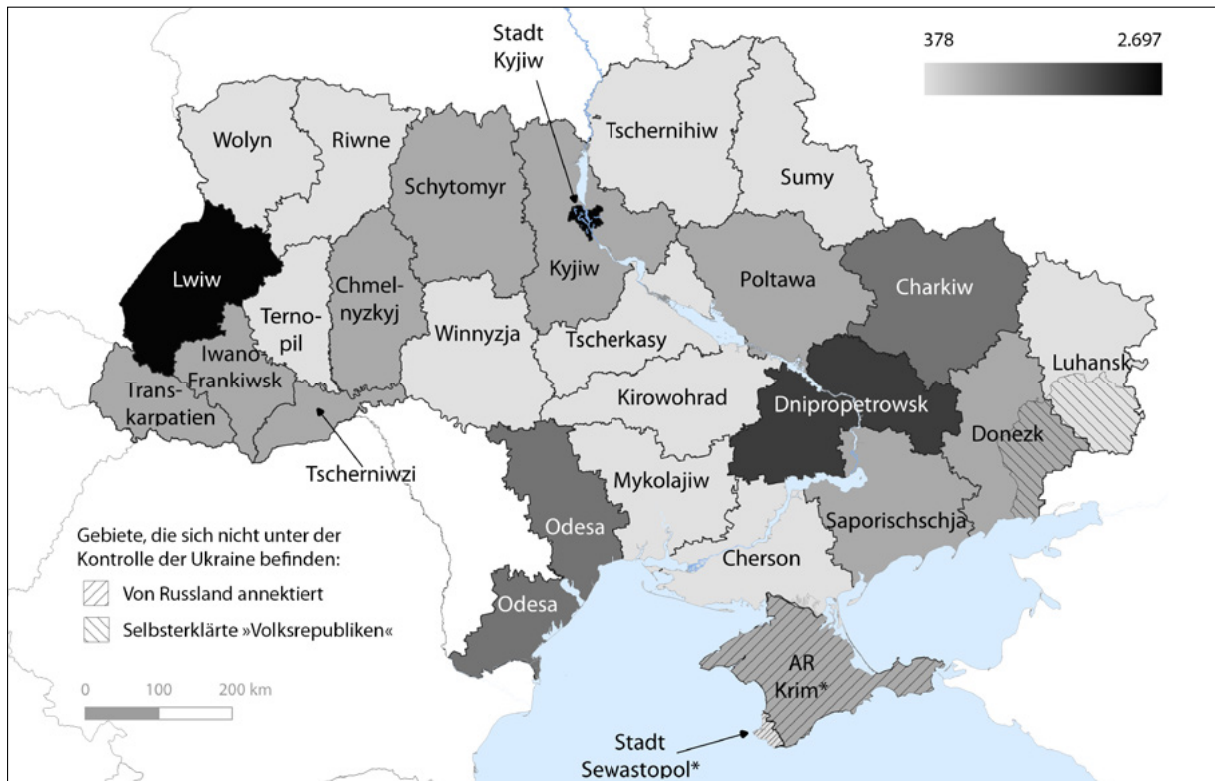 Stadt
Kyjiw
378
2.697
Wolyn
Riwne
Tschernihiw
Schytomyr
Sumy
Lwiw
Kyjiw
Chmel-
nyzkyj
Poltawa
Charkiw
Terno-
pil
Winnyzja
Tscherkasy
Iwano-
Frankiwsk
Trans-
karpatien
Luhansk
Kirowohrad
Dnipropetrowsk
Donezk
Tscherniwzi
Mykolajiw
Odesa
Saporischschja
Cherson
Gebiete, die sich nicht unter der
Kontrolle der Ukraine befinden:
Von Russland annektiert
Selbsterklärte »Volksrepubliken«
Odesa
AR
Krim*
0 100 200 km
Stadt
Sewastopol*